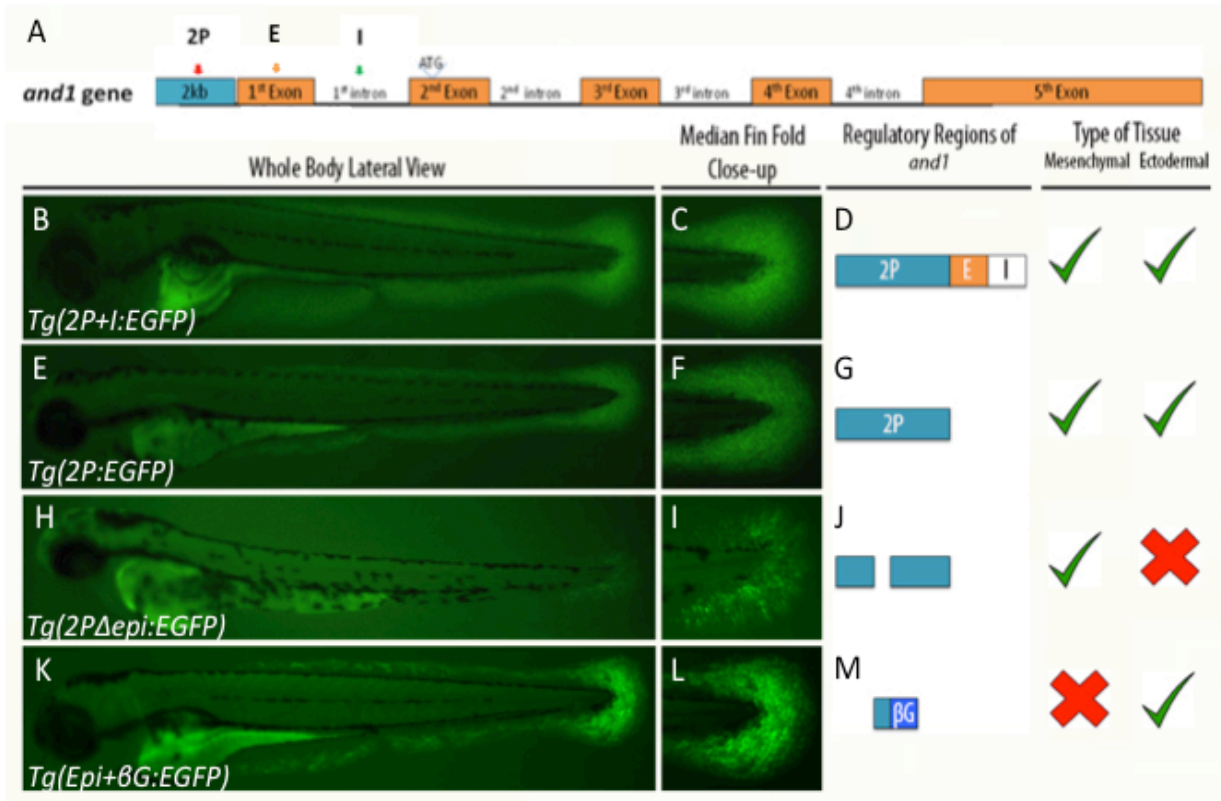 A
2P E I
ATG
and1 gene 2kb 1st Exon 1st intron 2nd Exon 2nd intron 3rd Exon 3rd intron 4th Exon 4th intron 5th Exon
Whole Body Lateral View
Median Fin Fold
Close-up
Regulatory Regions of
and1
Type of Tissue
Mesenchymal Ectodermal
B
Tg(2P+I:EGFP)
C
D
2P E I
E
Tg(2P:EGFP)
F
G
2P
H
Tg(2PΔepi:EGFP)
I
J
K
Tg(Epi+βG:EGFP)
L
M
βG